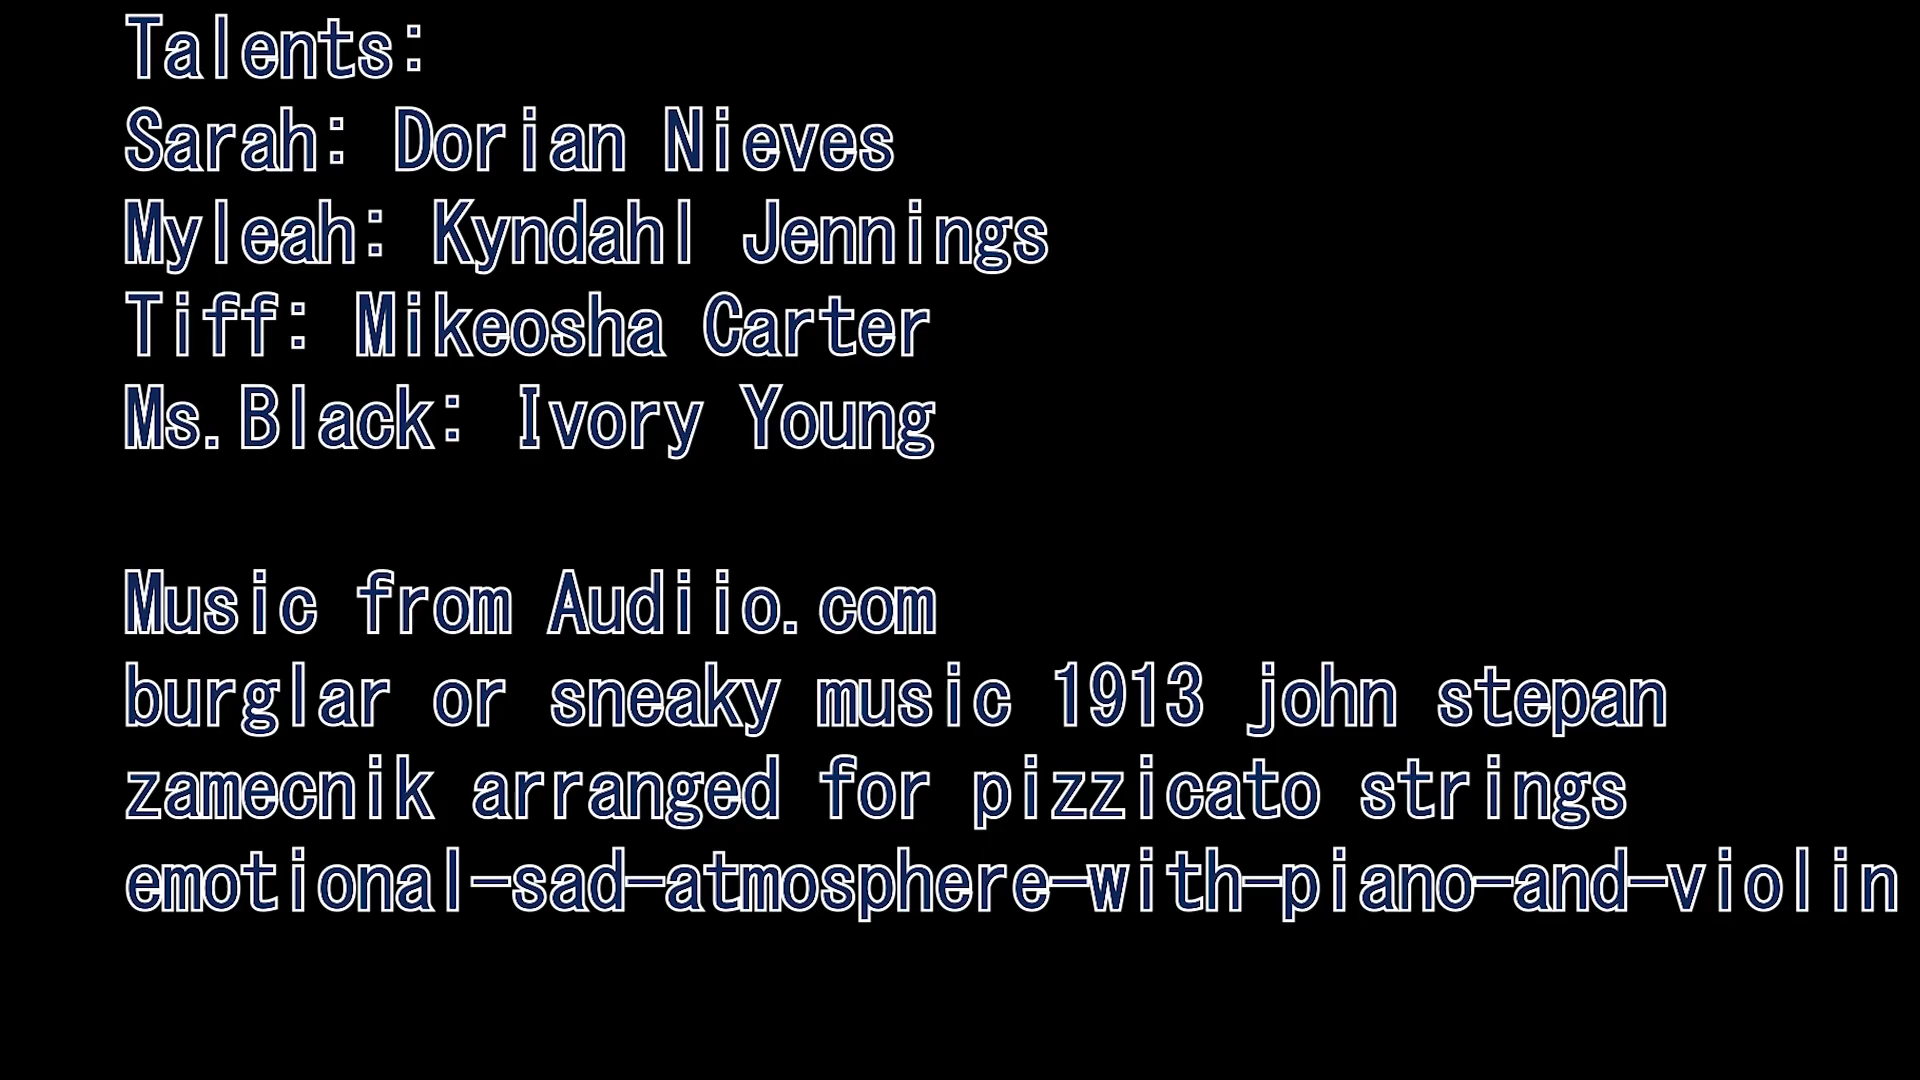 Talents:
Sarah: Dorian Nieves
Myleah: Kyndahl Jennings
Tiff: Mikeosha Carter
Ms.Black: Ivory Young
Music from Audiio.com
burglar or sneaky music 1913 john stepan
zamecnik arranged for pizzicato strings
emotional-sad-atmosphere-with-piano-and-violin